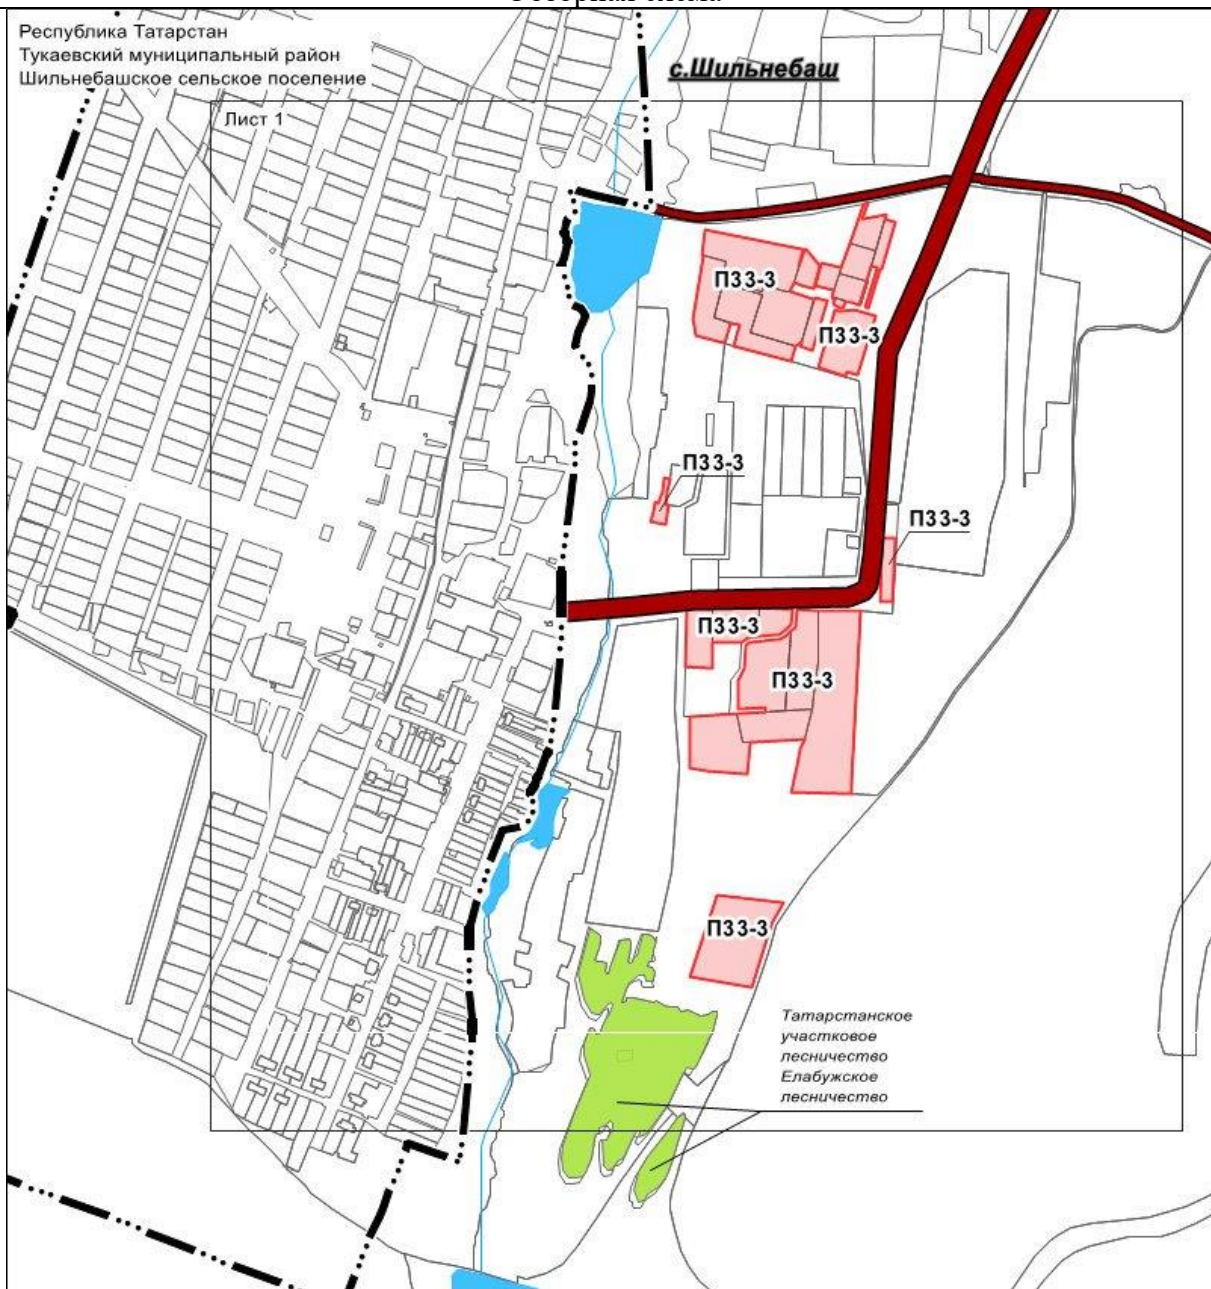 Республика Татарстан
Тукаевский муниципальный район
Шильнебашское сельское поселение
с.Шильнебаш
Лист 1
ПЗЗ-3
ПЗЗ-3
ПЗЗ-3
ПЗЗ-3
ПЗЗ-3
ПЗЗ-3
ПЗЗ-3
Татарстанское
участковое
лесничество
Елабужское
лесничество